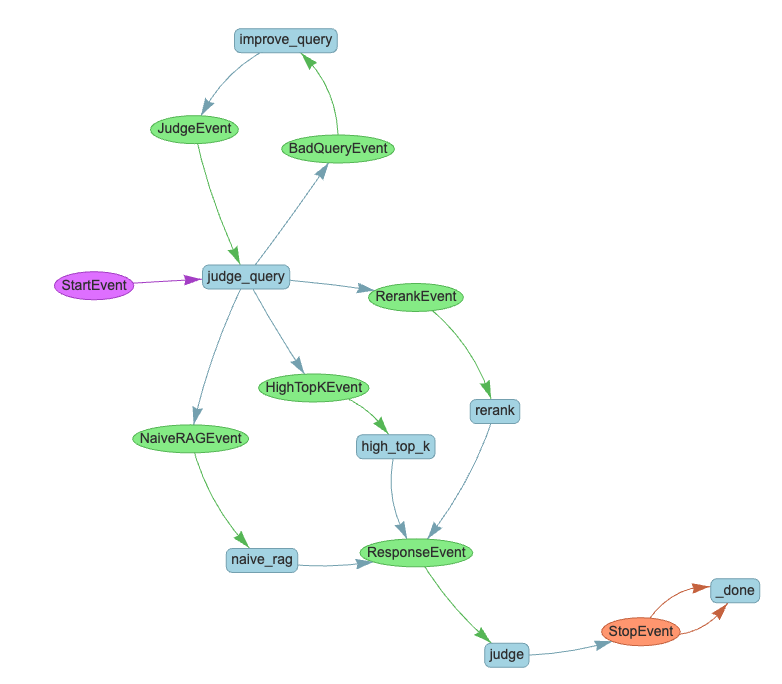 improve_query
JudgeEvent
BadQueryEvent
judge_query
StartEvent
RerankEvent
HighTopKEvent
rerank
NaiveRAGEvent
high_top_k
ResponseEvent
naive_rag
_done
StopEvent
judge